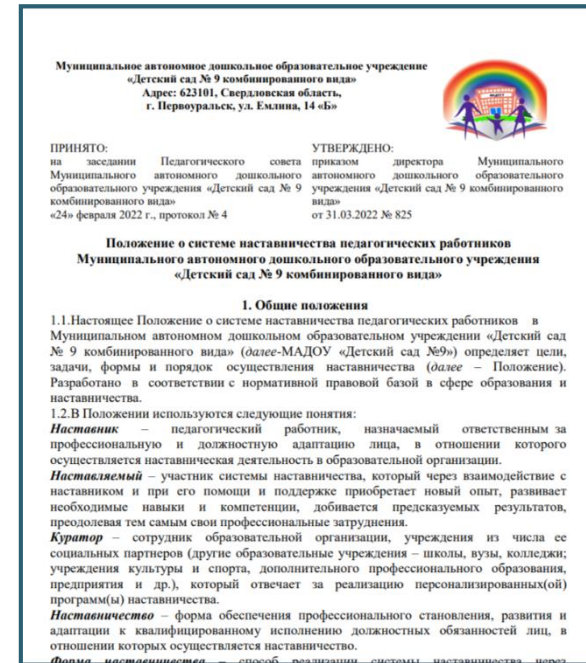 Муниципальное автономное дошкольное образовательное учреждение
«Детский сад № 9 комбинированного вида»
Адрес: 623101, Свердловская область,
г. Первоуральск, ул. Емлина, 14 «Б»
ПРИНЯТО:
на заседании Педагогического совета
Муниципального автономного дошкольного
образовательного учреждения «Детский сад № 9
комбинированного вида»
«24» февраля 2022 г., протокол № 4
УТВЕРЖДЕНО:
приказом директора Муниципального
автономного дошкольного образовательного
учреждения «Детский сад № 9 комбинированного
вида»
от 31.03.2022 № 825
Положение о системе наставничества педагогических работников
Муниципального автономного дошкольного образовательного учреждения
«Детский сад № 9 комбинированного вида»
1. Общие положения
1.1.Настоящее Положение о системе наставничества педагогических работников в
Муниципальном автономном дошкольном образовательном учреждении «Детский сад
№ 9 комбинированного вида» (далее-МАДОУ «Детский сад №9») определяет цели,
задачи, формы и порядок осуществления наставничества (далее – Положение).
Разработано в соответствии с нормативной правовой базой в сфере образования и
наставничества.
1.2.В Положении используются следующие понятия:
Наставник – педагогический работник, назначаемый ответственным за
профессиональную и должностную адаптацию лица, в отношении которого
осуществляется наставническая деятельность в образовательной организации.
Наставляемый – участник системы наставничества, который через взаимодействие с
наставником и при его помощи и поддержке приобретает новый опыт, развивает
необходимые навыки и компетенции, добивается предсказуемых результатов,
преодолевая тем самым свои профессиональные затруднения.
Куратор – сотрудник образовательной организации, учреждения из числа ее
социальных партнеров (другие образовательные учреждения – школы, вузы, колледжи;
учреждения культуры и спорта, дополнительного профессионального образования,
предприятия и др.), который отвечает за реализацию персонализированных(ой)
программ(ы) наставничества.
Наставничество – форма обеспечения профессионального становления, развития и
адаптации к квалифицированному исполнению должностных обязанностей лиц, в
отношении которых осуществляется наставничество.
Форма наставничества – способ реализации системы наставничества через